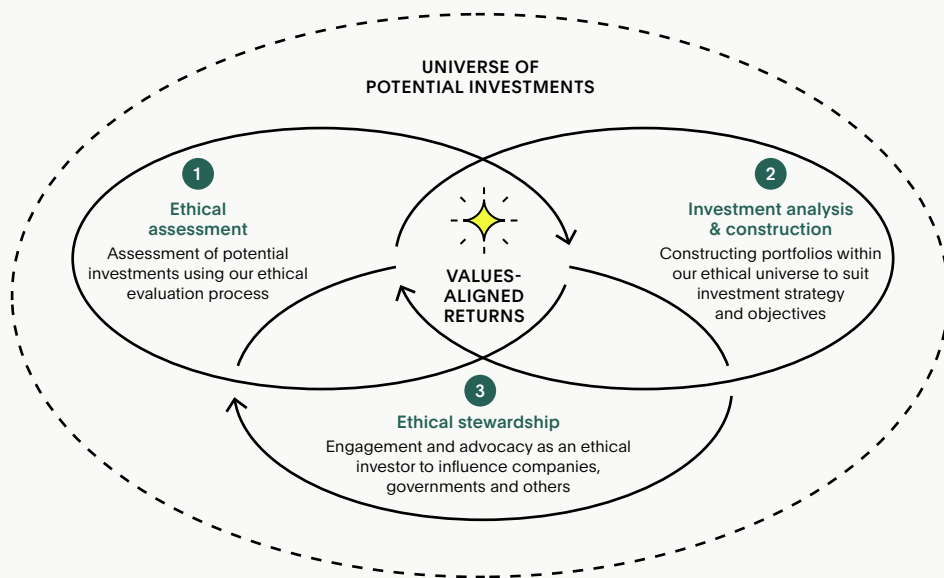 UNIVERSE OF
POTENTIAL INVESTMENTS
1
Ethical
assessment
Assessment of potential
investments using our ethical
evaluation process
2
Investment analysis
& construction
Constructing portfolios within
our ethical universe to suit
investment strategy
and objectives
VALUES-
ALIGNED
RETURNS
3
Ethical stewardship
Engagement and advocacy as an ethical
investor to influence companies,
governments and others